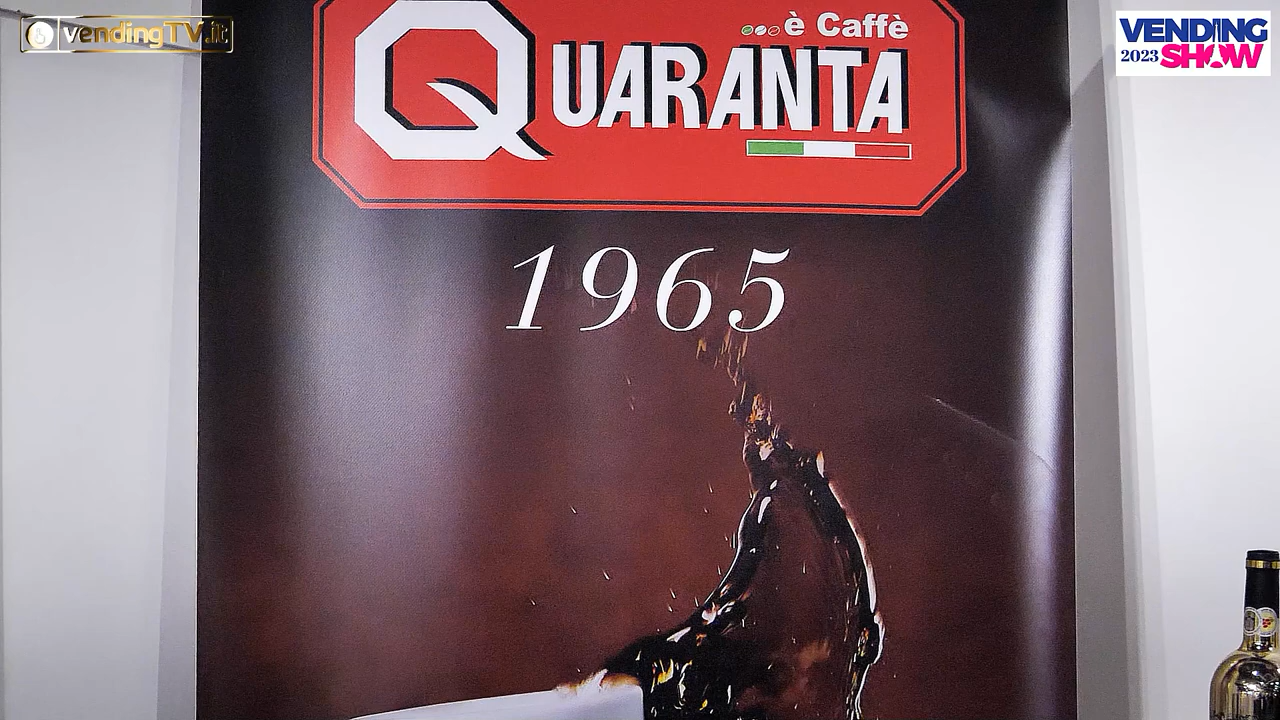 vendingTV.it
VENDING
2023 SHOW
è Caffè
QUARANTA
1965